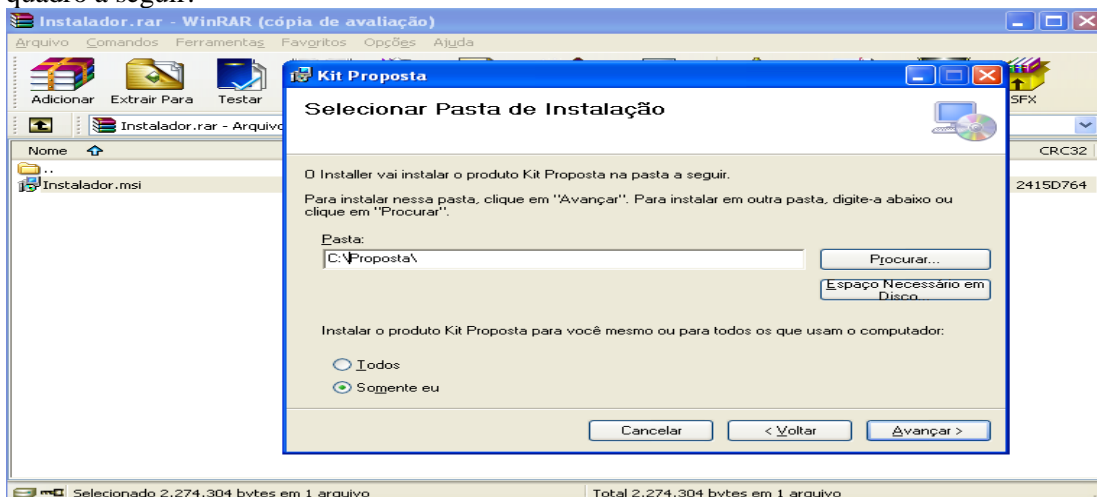 quadro a seguir:
Instalador.rar - WinRAR (cópia de avaliação)
Arquivo Comandos Ferramentas Favoritos Opções Ajuda
Kit Proposta
Adicionar Extrair Para Testar
SFX
Selecionar Pasta de Instalação
Instalador.rar - Arquivo
Nome
CRC32
..
Instalador.msi
2415D764
O Installer vai instalar o produto Kit Proposta na pasta a seguir.
Para instalar nessa pasta, clique em "Avançar". Para instalar em outra pasta, digite-a abaixo ou
clique em "Procurar".
Pasta:
C:\Proposta\
Procurar...
Espaço Necessário em
Disco...
Instalar o produto Kit Proposta para você mesmo ou para todos os que usam o computador:
Todos
Somente eu
Cancelar
< Voltar
Avançar >
Selecionado 2.274.304 bytes em 1 arquivo
Total 2.274.304 bytes em 1 arquivo